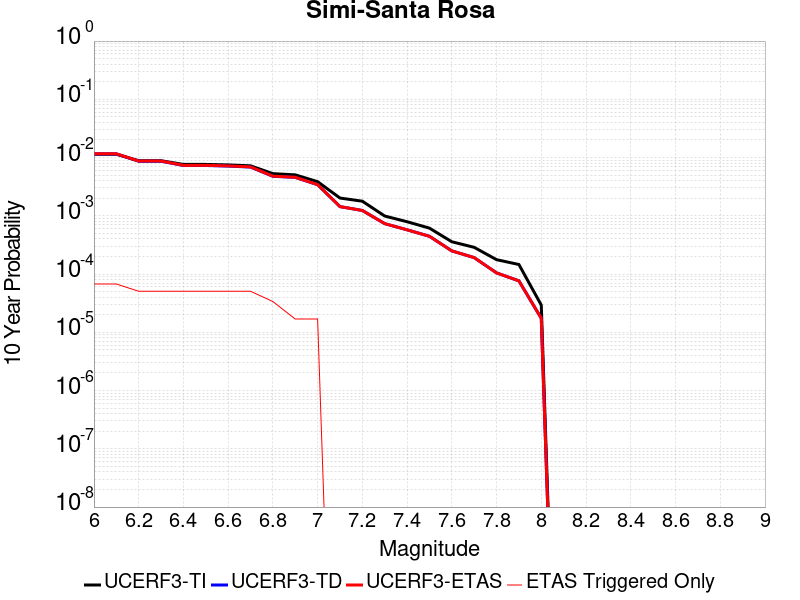 Simi-Santa Rosa
10^0
10^-1
10^-2
10^-3
10^-4
10^-5
10^-6
10^-7
10^-8
10 Year Probability
6 6.2 6.4 6.6 6.8 7 7.2 7.4 7.6 7.8 8 8.2 8.4 8.6 8.8 9
Magnitude
UCERF3-TI UCERF3-TD UCERF3-ETAS ETAS Triggered Only